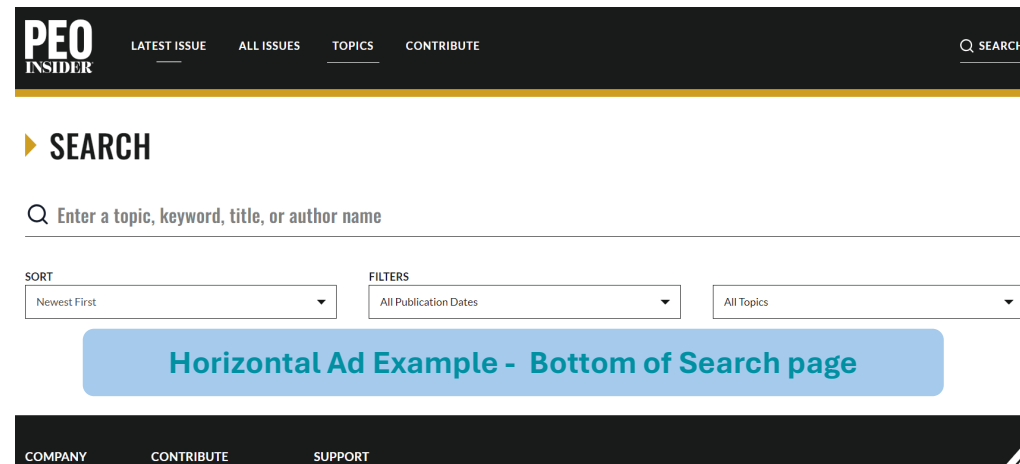 PEO
INSIDER
LATEST ISSUE ALL ISSUES TOPICS CONTRIBUTE
SEARCH
SEARCH
Enter a topic, keyword, title, or author name
SORT FILTERS
Newest First All Publication Dates All Topics
Horizontal Ad Example - Bottom of Search page
COMPANY CONTRIBUTE SUPPORT